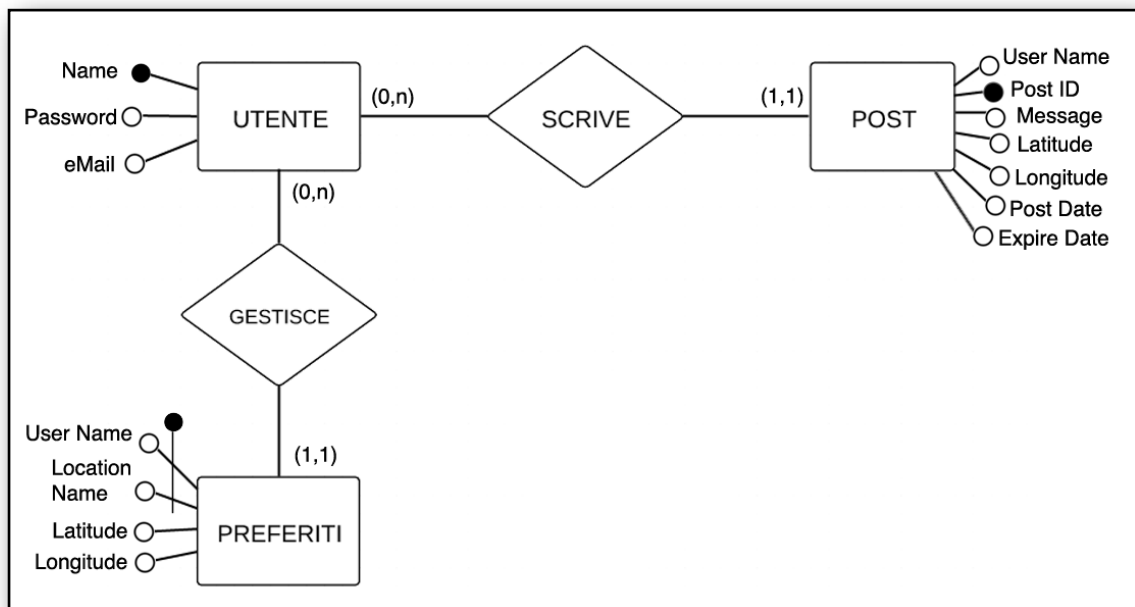 Name
Password
eMail
UTENTE
(0,n)
SCRIVE
(1,1)
POST
User Name
Post ID
Message
Latitude
Longitude
Post Date
Expire Date
(0,n)
GESTISCE
(1,1)
User Name
Location
Name
Latitude
Longitude
PREFERITI